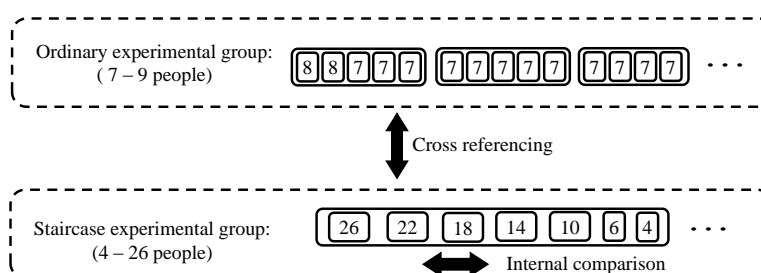 Ordinary experimental group:
( 7 – 9 people)
8 8 7 7 7 7 7 7 7 7 7 7 7 7 ···
Cross referencing
Staircase experimental group:
(4 – 26 people)
26 22 18 14 10 6 4 ···
Internal comparison